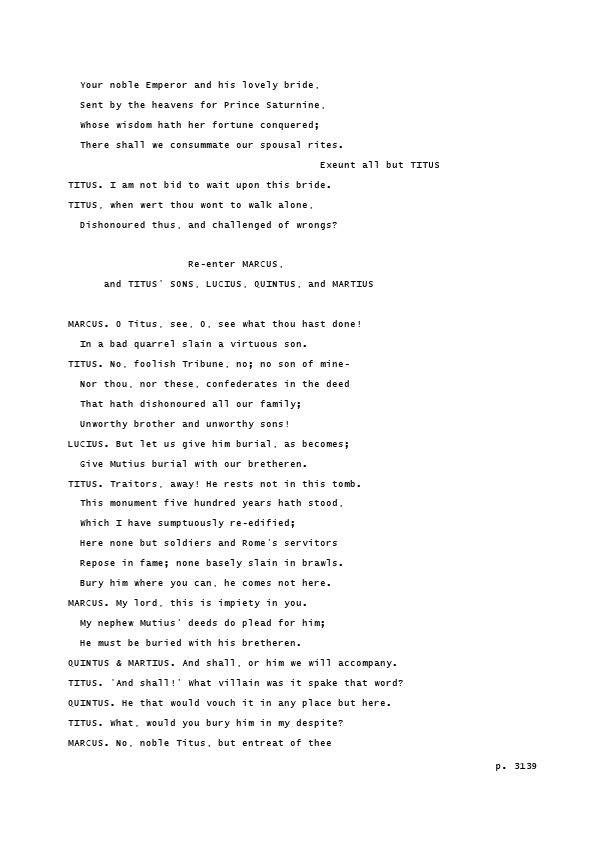 Your noble Emperor and his lovely bride,
Sent by the heavens for Prince Saturnine,
Whose wisdom hath her fortune conquered;
There shall we consummate our spousal rites.
Exeunt all but TITUS
TITUS. I am not bid to wait upon this bride.
TITUS, when wert thou wont to walk alone,
Dishonoured thus, and challenged of wrongs?
Re-enter MARCUS,
and TITUS' SONS, LUCIUS, QUINTUS, and MARTIUS
MARCUS. O Titus, see, O, see what thou hast done!
In a bad quarrel slain a virtuous son.
TITUS. No, foolish Tribune, no; no son of mine-
Nor thou, nor these, confederates in the deed
That hath dishonoured all our family;
Unworthy brother and unworthy sons!
LUCIUS. But let us give him burial, as becomes;
Give Mutius burial with our bretheren.
TITUS. Traitors, away! He rests not in this tomb.
This monument five hundred years hath stood,
Which I have sumptuously re-edified;
Here none but soldiers and Rome's servitors
Repose in fame; none basely slain in brawls.
Bury him where you can, he comes not here.
MARCUS. My lord, this is impiety in you.
My nephew Mutius' deeds do plead for him;
He must be buried with his bretheren.
QUINTUS & MARTIUS. And shall, or him we will accompany.
TITUS. 'And shall!' What villain was it spake that word?
QUINTUS. He that would vouch it in any place but here.
TITUS. What, would you bury him in my despite?
MARCUS. No, noble Titus, but entreat of thee
p. 3139